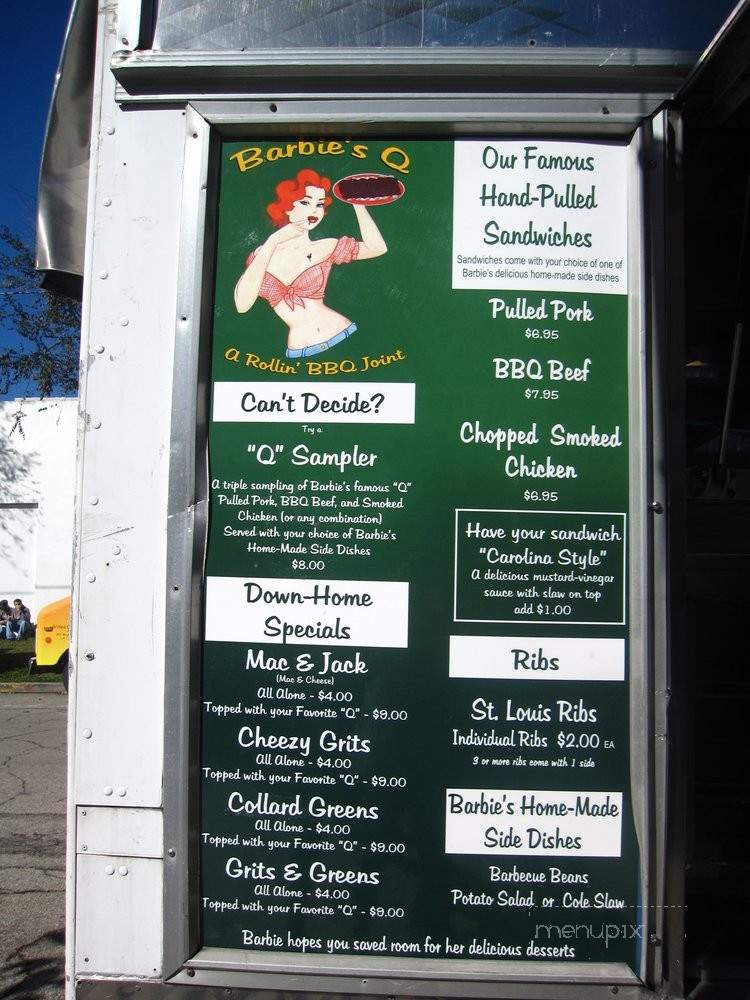 Barbie's Q
A Rollin' BBQ Joint
Can't Decide?
Try a
"Q" Sampler
A triple sampling of Barbie's famous "Q"
Pulled Pork, BBQ Beef, and Smoked
Chicken (or any combination)
Served with your choice of Barbie's
Home-Made Side Dishes
$8.00
Down-Home
Specials
Mac & Jack
(Mac & Cheese)
All Alone - $4.00
Topped with your Favorite "Q" - $9.00
Cheezy Grits
All Alone - $4.00
Topped with your Favorite "Q" - $9.00
Collard Greens
All Alone - $4.00
Topped with your Favorite "Q" - $9.00
Grits & Greens
All Alone - $4.00
Topped with your Favorite "Q" - $9.00
Our Famous
Hand-Pulled
Sandwiches
Sandwiches come with your choice of one of
Barbie's delicious home-made side dishes
Pulled Pork
$6.95
BBQ Beef
$7.95
Chopped Smoked
Chicken
$6.95
Have your sandwich
"Carolina Style"
A delicious mustard-vinegar
sauce with slaw on top
add $1.00
Ribs
St. Louis Ribs
Individual Ribs $2.00 EA
3 or more ribs come with 1 side
Barbie's Home-Made
Side Dishes
Barbecue Beans
Potato Salad or Cole Slaw
Barbie hopes you saved room for her delicious desserts
menupix